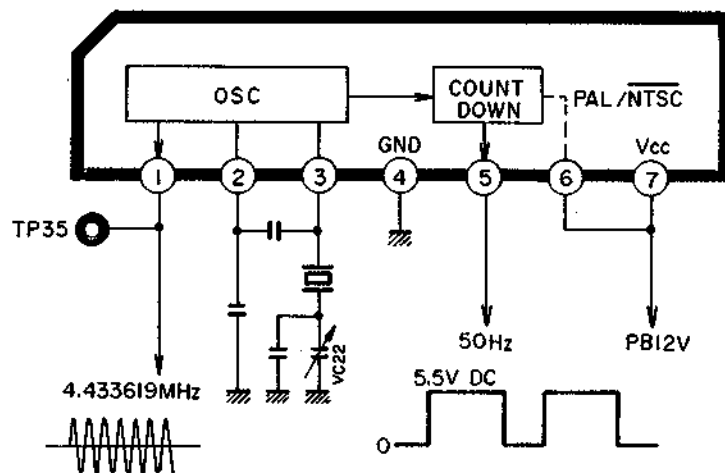 OSC
COUNT
DOWN
PAL/NTSC
GND
Vcc
1 2 3 4 5 6 7
TP35
VC22
4.433619MHz
50Hz
PB12V
5.5V DC
0